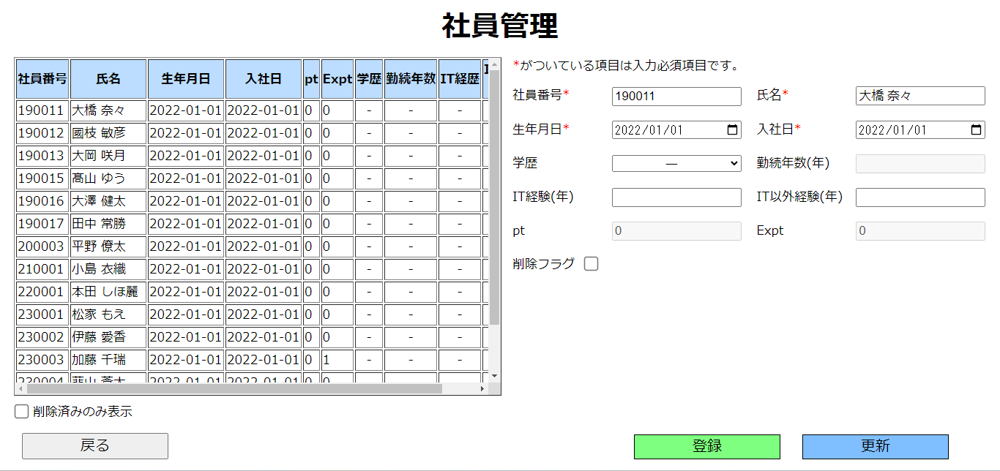 社員管理
社員番号 氏名 生年月日 入社日 pt Expt 学歴 勤続年数 IT経歴
190011 大橋 奈々 2022-01-01 2022-01-01 0 0 - - -
190012 國枝 敏彦 2022-01-01 2022-01-01 0 0 - - -
190013 大岡 咲月 2022-01-01 2022-01-01 0 0 - - -
190015 髙山 ゆう 2022-01-01 2022-01-01 0 0 - - -
190016 大澤 健太 2022-01-01 2022-01-01 0 0 - - -
190017 田中 常勝 2022-01-01 2022-01-01 0 0 - - -
200003 平野 僚太 2022-01-01 2022-01-01 0 0 - - -
210001 小島 衣織 2022-01-01 2022-01-01 0 0 - - -
220001 本田 しほ麗 2022-01-01 2022-01-01 0 0 - - -
230001 松家 もえ 2022-01-01 2022-01-01 0 0 - - -
230002 伊藤 愛香 2022-01-01 2022-01-01 0 0 - - -
230003 加藤 千瑞 2022-01-01 2022-01-01 0 1 - - -
230004 韮山 蒼太 2022-01-01 2022-01-01 0 0
削除済みのみ表示
戻る
*がついている項目は入力必須項目です。
社員番号* 190011 氏名* 大橋 奈々
生年月日* 2022/01/01 入社日* 2022/01/01
学歴 — 勤続年数(年)
IT経験(年) IT以外経験(年)
pt 0 Expt 0
削除フラグ
登録 更新